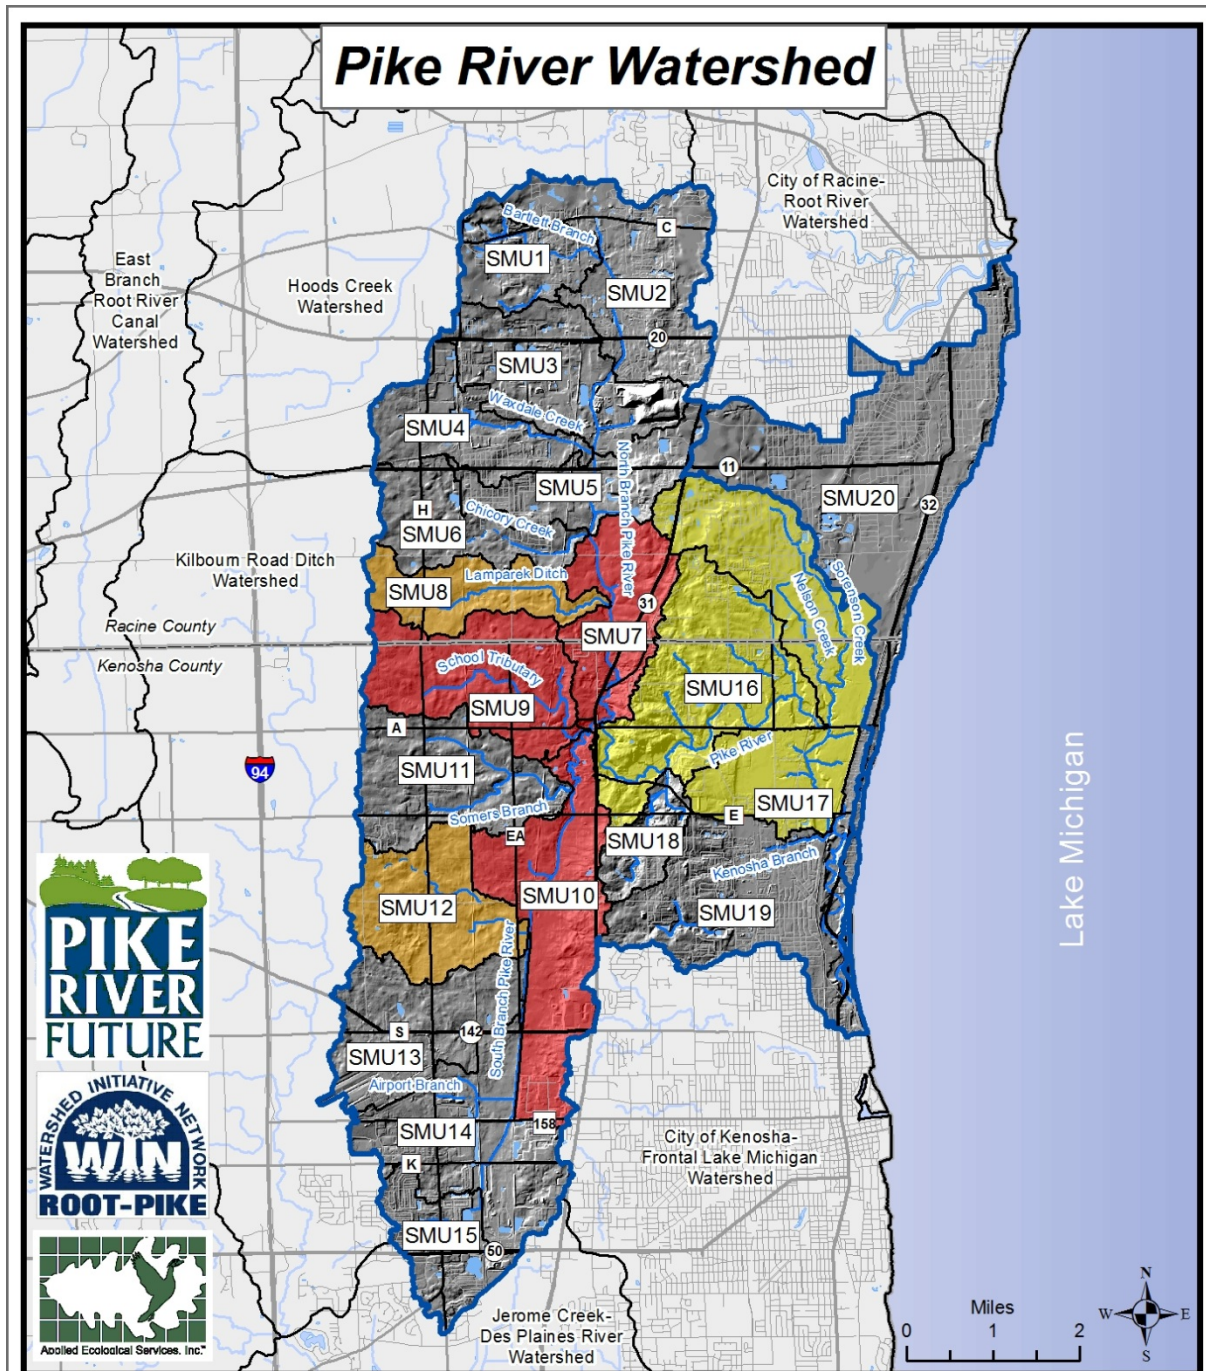 Pike River Watershed
City of Racine-
Root River
Watershed
East
Branch
Root River
Canal
Watershed
Hoods Creek
Watershed
Bartlett Branch
C
SMU1
SMU2
20
SMU3
Waxdale Creek
SMU4
North Branch Pike River
11
SMU5
SMU20
32
H
Chicory Creek
SMU6
Kilbourn Road Ditch
Watershed
Lamparek Ditch
SMU8
Nelson Creek
Sorenson Creek
31
Racine County
SMU7
Kenosha County
School Tributary
SMU16
SMU9
A
Pike River
94
SMU11
Lake Michigan
SMU17
Somers Branch
E
EA
SMU18
Kenosha Branch
SMU10
SMU12
SMU19
South Branch Pike River
PIKE
RIVER
FUTURE
S
142
SMU13
Airport Branch
WATERSHED INITIATIVE NETWORK
WIN
ROOT-PIKE
158
SMU14
City of Kenosha-
Frontal Lake Michigan
Watershed
K
SMU15
50
Applied Ecological Services, Inc.™
Jerome Creek-
Des Plaines River
Watershed
Miles
0 1 2
N
W E
S